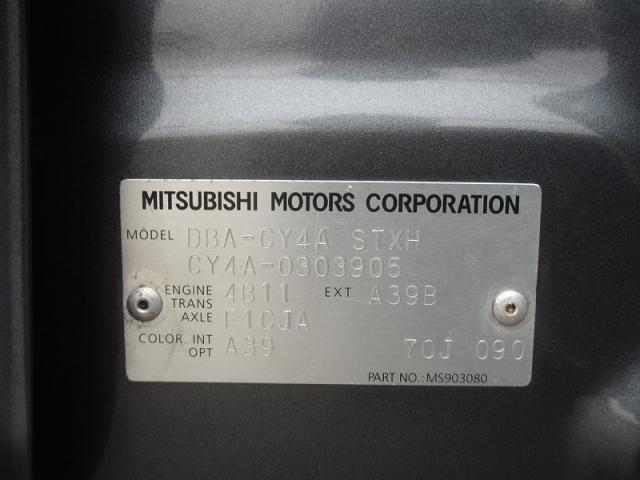 MITSUBISHI MOTORS CORPORATION
MODEL DBA-CY4A STXH
CY4A-0303905
ENGINE 4B11 EXT A39B
TRANS
AXLE F1CJA
COLOR. INT A39 70J 090
OPT
PART NO.:MS903080